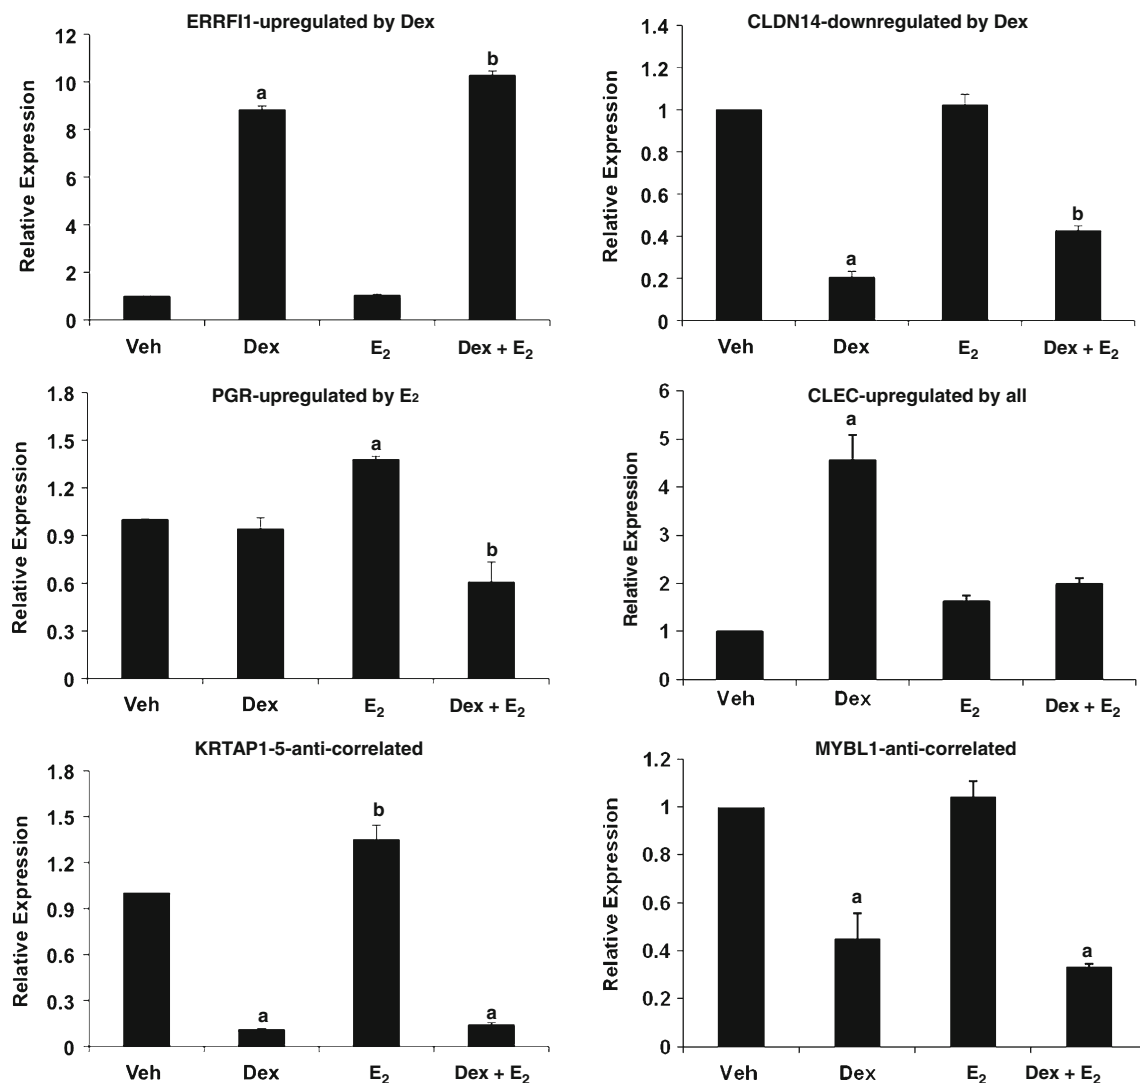 ERRFI1-upregulated by Dex
Relative Expression
12
10
8
6
4
2
0
a
b
Veh
Dex
E2
Dex + E2
CLDN14-downregulated by Dex
Relative Expression
1.4
1.2
1
0.8
0.6
0.4
0.2
0
a
b
Veh
Dex
E2
Dex + E2
PGR-upregulated by E2
Relative Expression
1.8
1.5
1.2
0.9
0.6
0.3
0
a
b
Veh
Dex
E2
Dex + E2
CLEC-upregulated by all
Relative Expression
6
5
4
3
2
1
0
a
Veh
Dex
E2
Dex + E2
KRTAP1-5-anti-correlated
Relative Expression
1.8
1.5
1.2
0.9
0.6
0.3
0
a
b
a
Veh
Dex
E2
Dex + E2
MYBL1-anti-correlated
Relative Expression
1.2
1
0.8
0.6
0.4
0.2
0
a
a
Veh
Dex
E2
Dex + E2